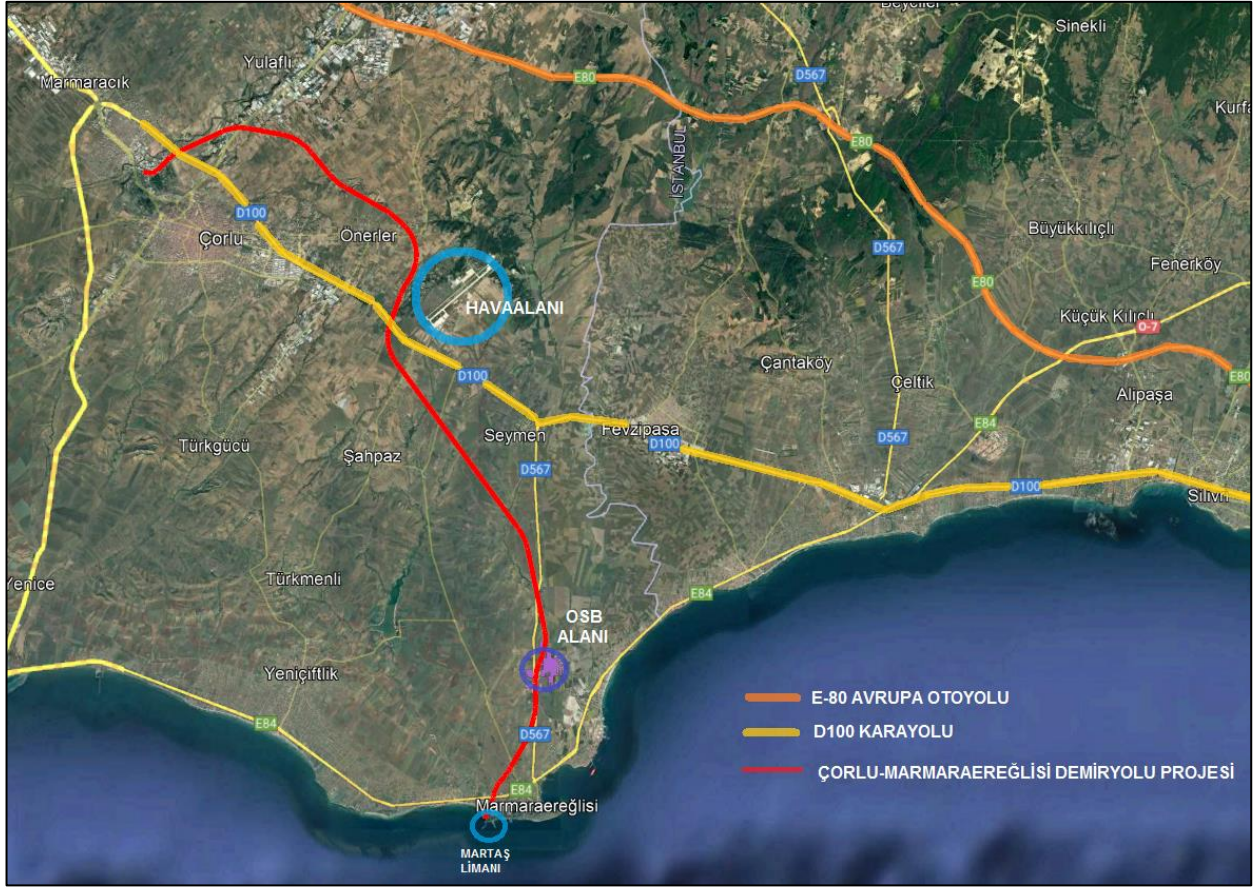 Beyciler
Sinekli
Yulaflı
Marmaracık
E80
D567
Kurfa
E80
İSTANBUL
D100
Çorlu
Önerler
Büyükkılıçlı
D567
Fenerköy
E80
HAVAALANI
Küçük Kılıçlı
O-7
Çantaköy
D100
Çeltik
E80
Alipaşa
E84
Türkgücü
Şahpaz
Seymen
Fevzipaşa
D100
D567
D567
D100
Silivri
Yenice
Türkmenli
E84
OSB
ALANI
Yeniçiftlik
E-80 AVRUPA OTOYOLU
E84
D567
D100 KARAYOLU
ÇORLU-MARMARAEREĞLİSİ DEMİRYOLU PROJESİ
E84
Marmaraereğlisi
MARTAŞ
LİMANI